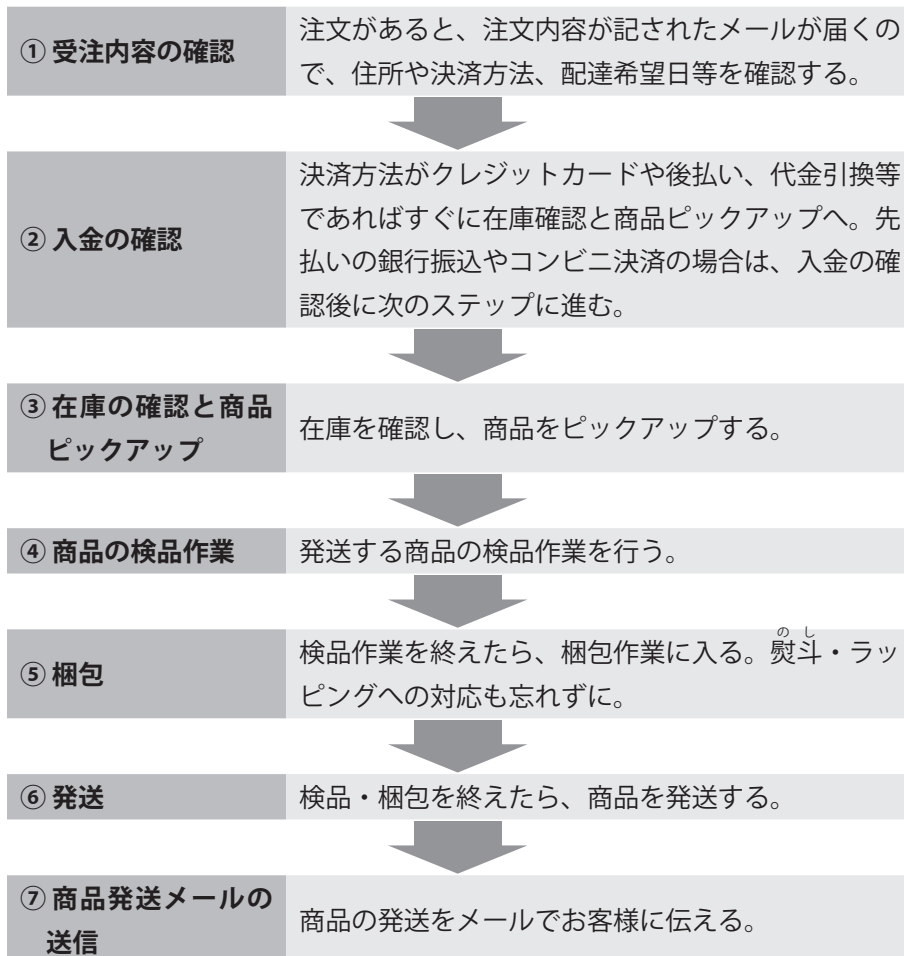 ① 受注内容の確認
注文があると、注文内容が記されたメールが届くの
で、住所や決済方法、配達希望日等を確認する。
② 入金の確認
決済方法がクレジットカードや後払い、代金引換等
であればすぐに在庫確認と商品ピックアップへ。先
払いの銀行振込やコンビニ決済の場合は、入金の確
認後に次のステップに進む。
③ 在庫の確認と商品
ピックアップ
在庫を確認し、商品をピックアップする。
④ 商品の検品作業
発送する商品の検品作業を行う。
⑤ 梱包
のし
検品作業を終えたら、梱包作業に入る。熨斗・ラッ
ピングへの対応も忘れずに。
⑥ 発送
検品・梱包を終えたら、商品を発送する。
⑦ 商品発送メールの
送信
商品の発送をメールでお客様に伝える。